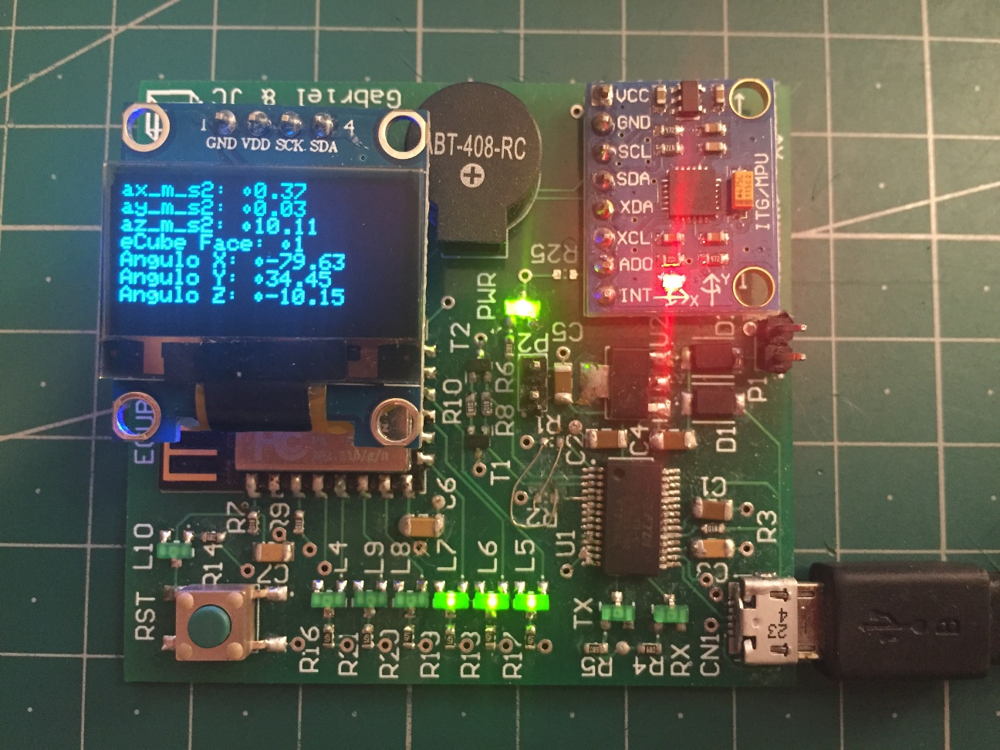 Gabriel & JC
1 4
GND VDD SCK SDA
ax_m_s2: +0.37
ay_m_s2: +0.03
az_m_s2: +10.11
eCube Face: +1
Angulo X: +-79.63
Angulo Y: +34.45
Angulo Z: +-10.15
ABT-408-RC
VCC
GND
SCL
SDA
XDA
XCL
ADO
INT
ITG/MPU
X
Y
R25
PWR
C5
P2
T2
R6
R10
R8
U2
D1
P1
R1
C2
C4
T1
R2
C6
R7
R9
L10
R14
RST
L4
L9
L8
L7
L6
L5
U1
C1
R3
C3
TX
RX
R5
R4
CN1
R16
R21
R20
R19
R18
R17